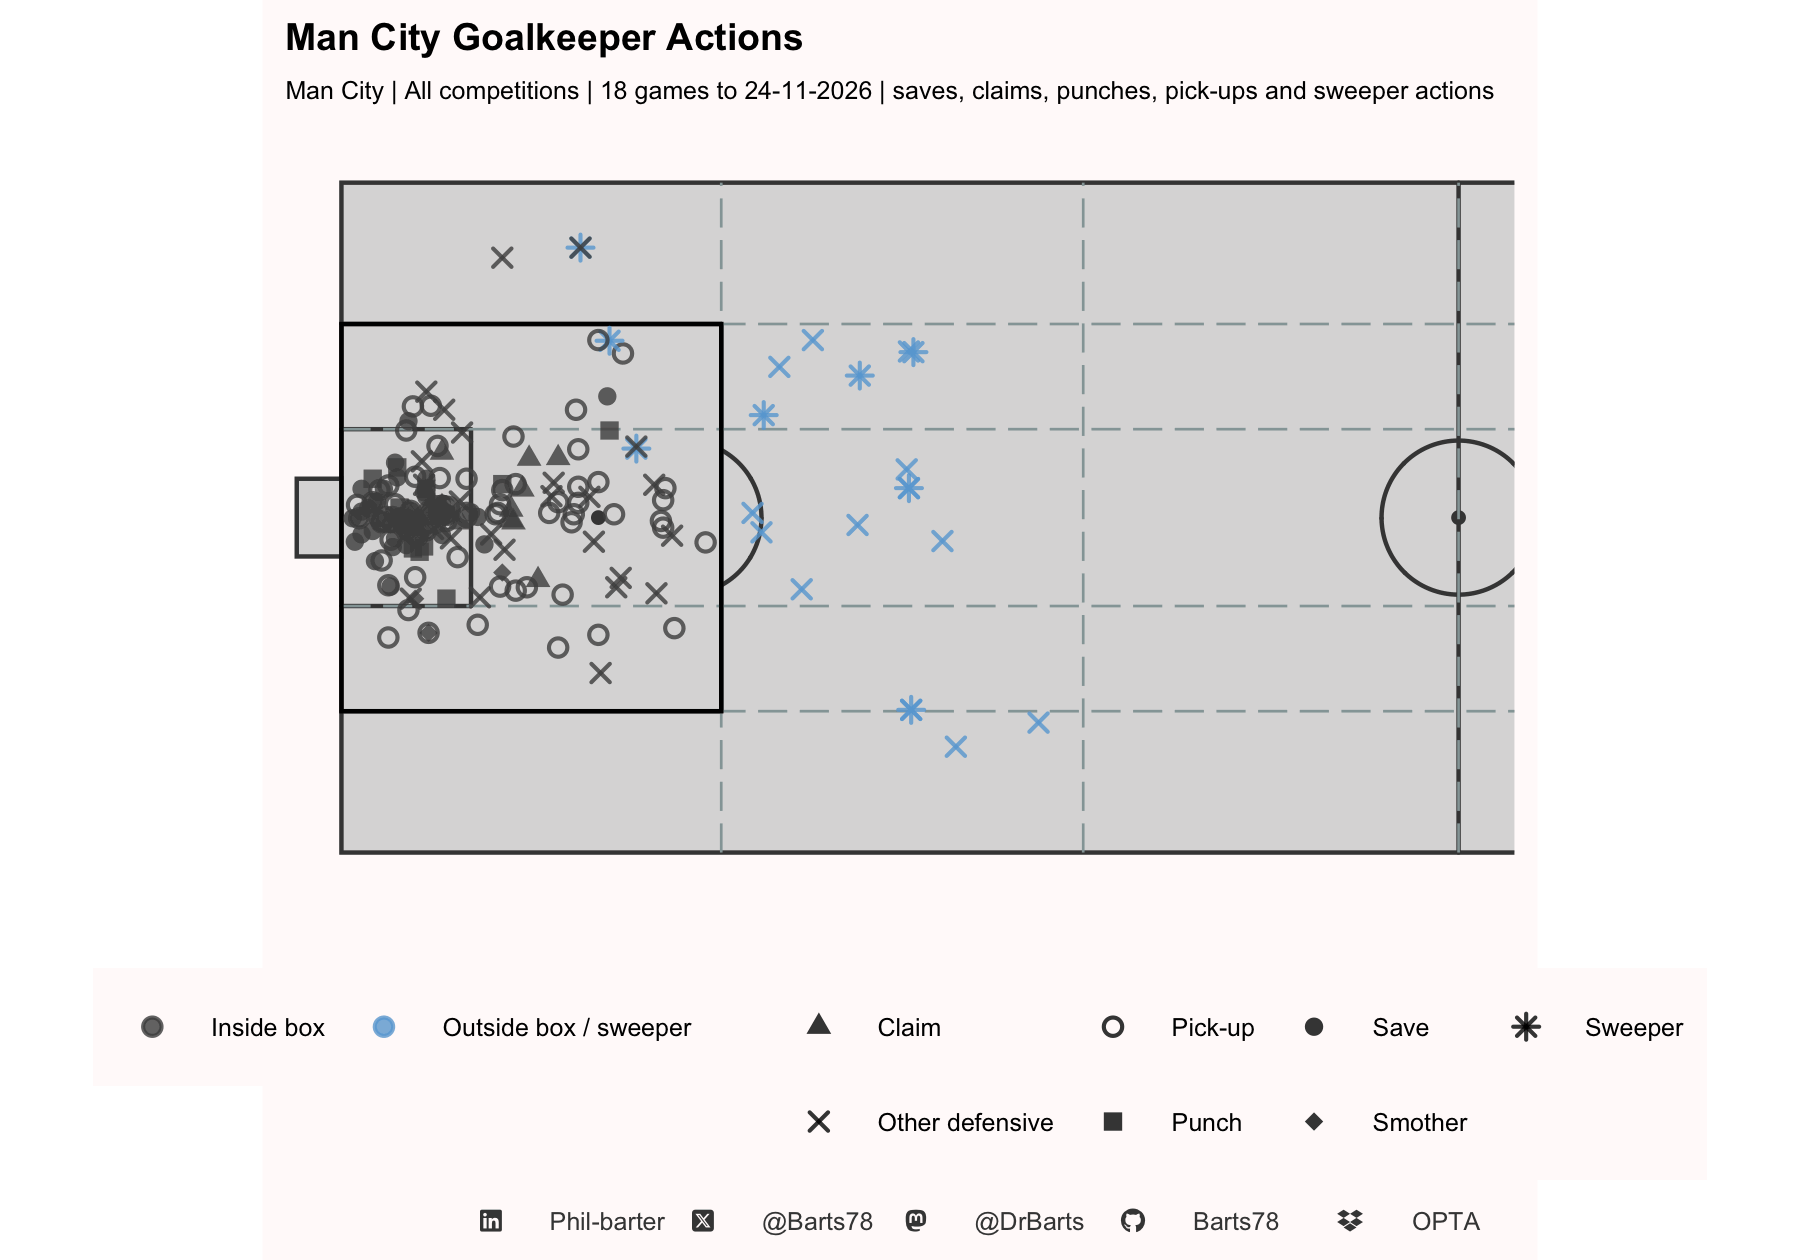 Man City Goalkeeper Actions
Man City | All competitions | 18 games to 24-11-2026 | saves, claims, punches, pick-ups and sweeper actions
Inside box Outside box / sweeper Claim Pick-up Save Sweeper
Other defensive Punch Smother
Phil-barter @Barts78 @DrBarts Barts78 OPTA